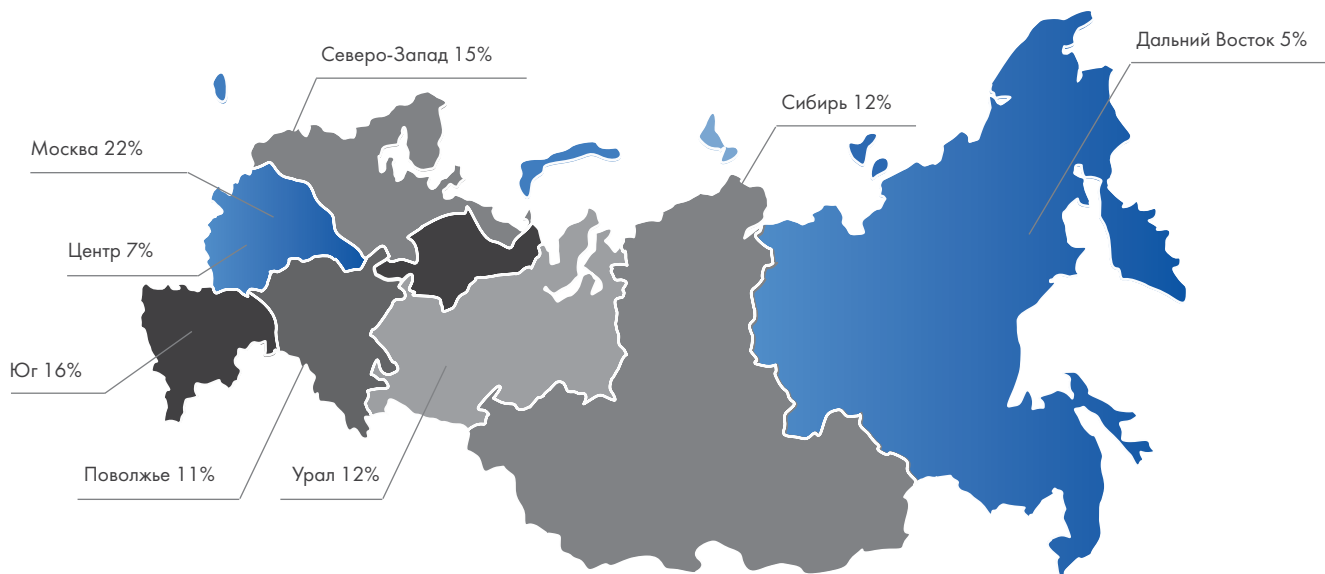 Северо-Запад 15%
Дальний Восток 5%
Сибирь 12%
Москва 22%
Центр 7%
Юг 16%
Поволжье 11%
Урал 12%